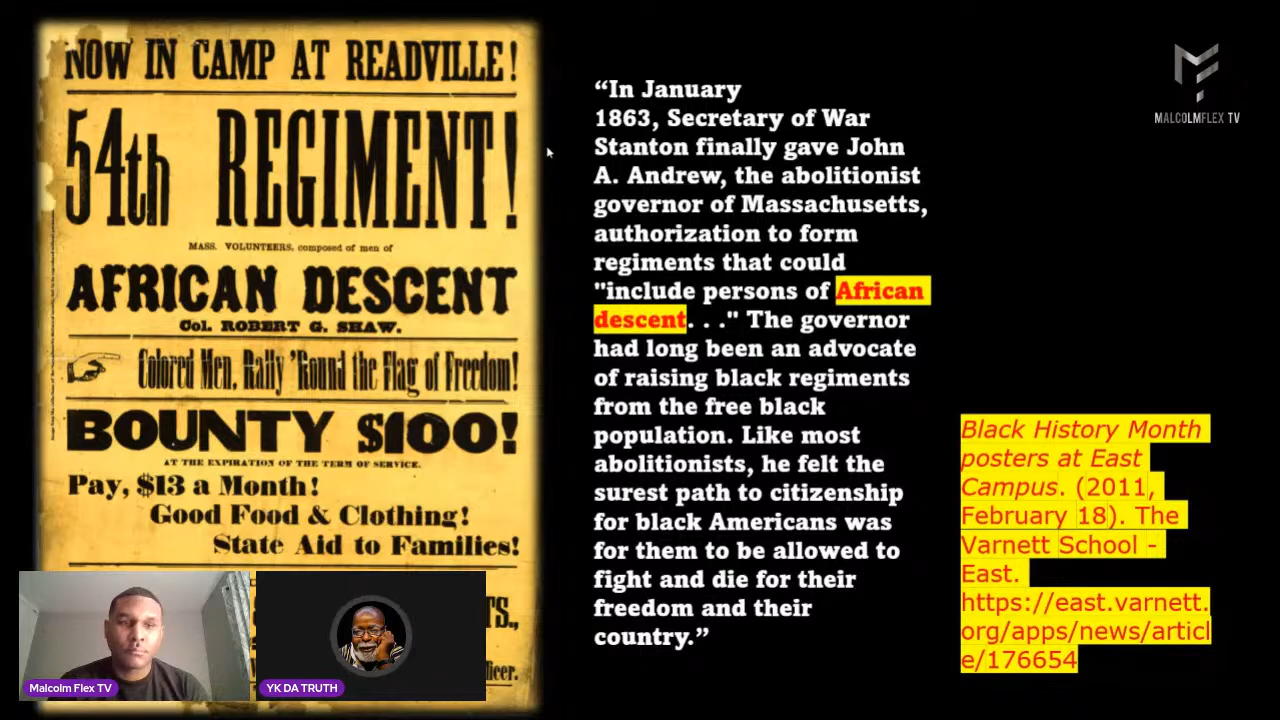 NOW IN CAMP AT READVILLE!
54th REGIMENT!
MASS. VOLUNTEERS, composed of men of
AFRICAN DESCENT
Col. ROBERT G. SHAW.
Colored Men, Rally 'Round the Flag of Freedom!
BOUNTY $100!
AT THE EXPIRATION OF THE TERM OF SERVICE.
Pay, $13 a Month!
Good Food & Clothing!
State Aid to Families!
TS.,
“In January
1863, Secretary of War
Stanton finally gave John
A. Andrew, the abolitionist
governor of Massachusetts,
authorization to form
regiments that could
"include persons of African
descent. . ." The governor
had long been an advocate
of raising black regiments
from the free black
population. Like most
abolitionists, he felt the
surest path to citizenship
for black Americans was
for them to be allowed to
fight and die for their
freedom and their
country.”
MALCOLMFLEX TV
Black History Month
posters at East
Campus. (2011,
February 18). The
Varnett School -
East.
https://east.varnett.
org/apps/news/articl
e/176654
Malcolm Flex TV
YK DA TRUTH